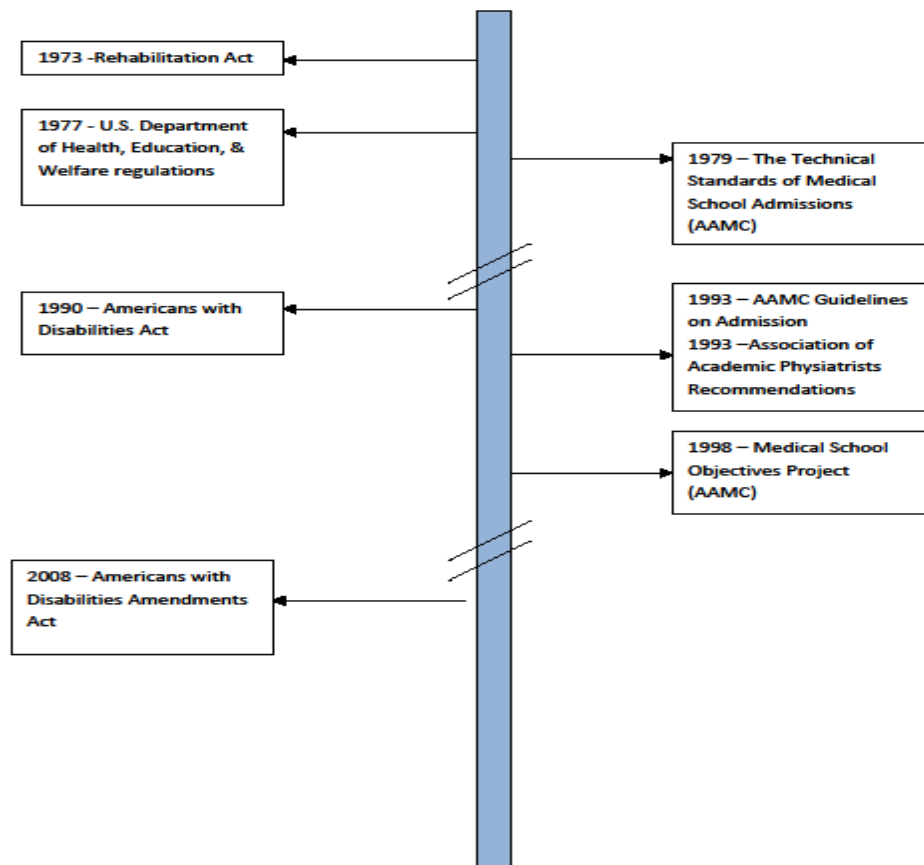 1973 -Rehabilitation Act
1977 - U.S. Department
of Health, Education, &
Welfare regulations
1979 – The Technical
Standards of Medical
School Admissions
(AAMC)
1990 – Americans with
Disabilities Act
1993 – AAMC Guidelines
on Admission
1993 –Association of
Academic Physiatrists
Recommendations
1998 – Medical School
Objectives Project
(AAMC)
2008 – Americans with
Disabilities Amendments
Act